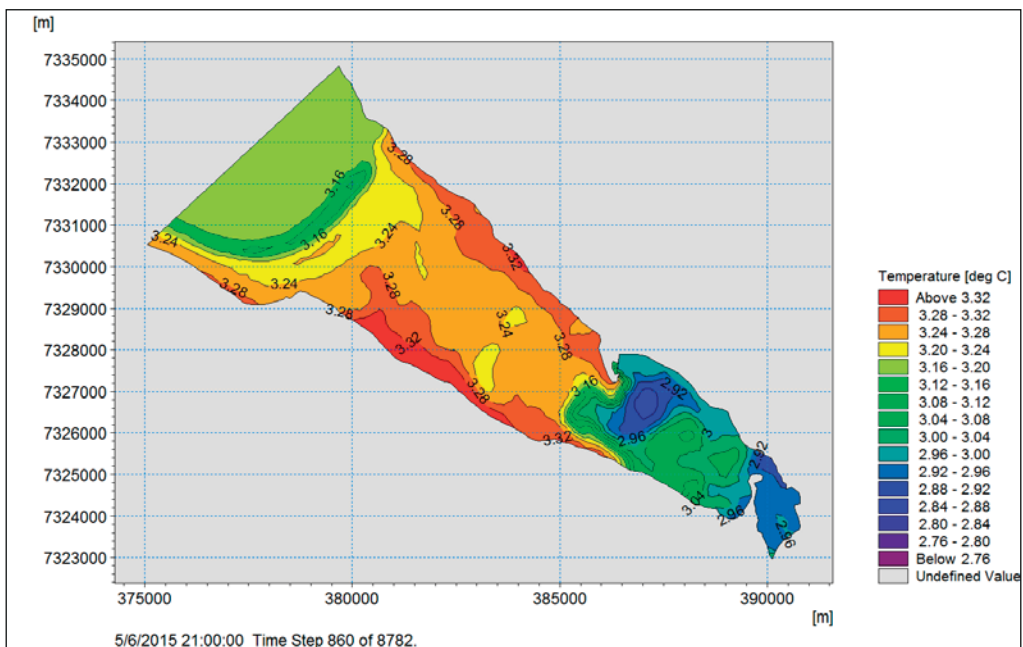 [m]
7335000
7334000
7333000
7332000
7331000
7330000
7329000
7328000
7327000
7326000
7325000
7324000
7323000
375000 380000 385000 390000
[m]
3.28
3.16
3.28
3.24 3.16 3.24 3.32
3.28 3.24 3.28
3.28 3.24
3.32 3.28
3.28 3.16 2.92
3.32 2.96 3
2.92
3.04 2.96
2.96
Temperature [deg C]
Above 3.32
3.28 - 3.32
3.24 - 3.28
3.20 - 3.24
3.16 - 3.20
3.12 - 3.16
3.08 - 3.12
3.04 - 3.08
3.00 - 3.04
2.96 - 3.00
2.92 - 2.96
2.88 - 2.92
2.84 - 2.88
2.80 - 2.84
2.76 - 2.80
Below 2.76
Undefined Value
5/6/2015 21:00:00 Time Step 860 of 8782.